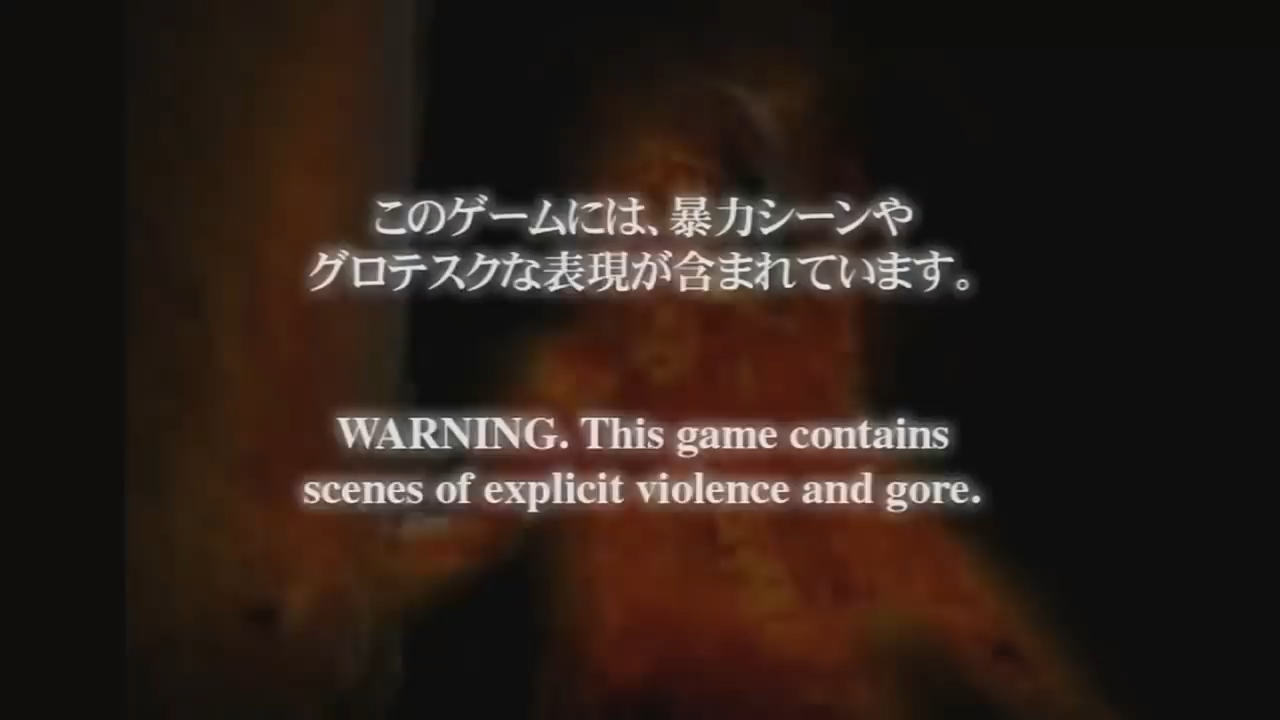 このゲームには、暴力シーンや
グロテスクな表現が含まれています。
WARNING. This game contains
scenes of explicit violence and gore.